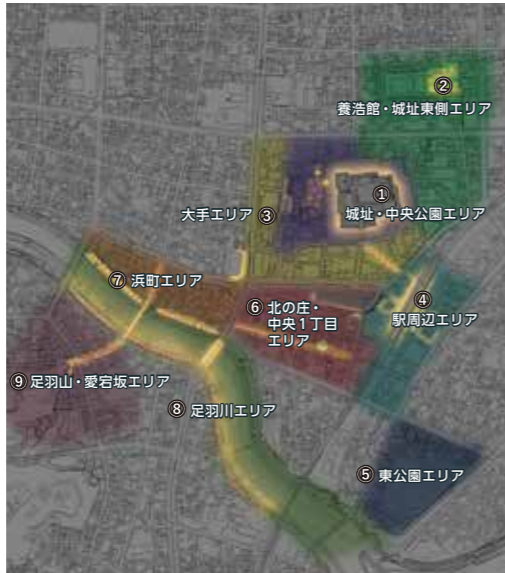 ②
養浩館・城址東側エリア
①
城址・中央公園エリア
大手エリア ③
④
駅周辺エリア
⑦ 浜町エリア
⑥ 北の庄・
中央１丁目
エリア
⑨ 足羽山・愛宕坂エリア
⑧ 足羽川エリア
⑤ 東公園エリア